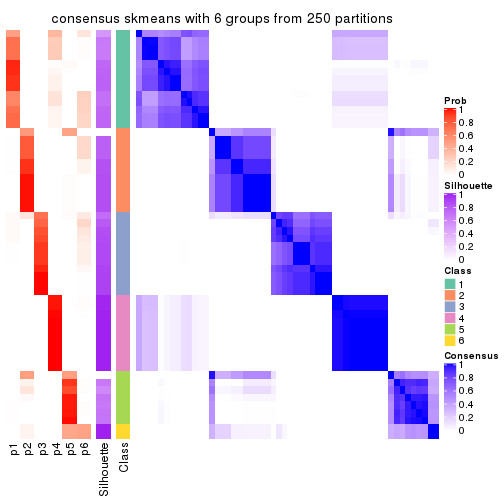 consensus skmeans with 6 groups from 250 partitions
Prob
1
0.8
0.6
0.4
0.2
0
Silhouette
1
0.8
0.6
0.4
0.2
0
Class
1
2
3
4
5
6
Consensus
1
0.8
0.6
0.4
0.2
0
p1
p2
p3
p4
p5
p6
Silhouette
Class